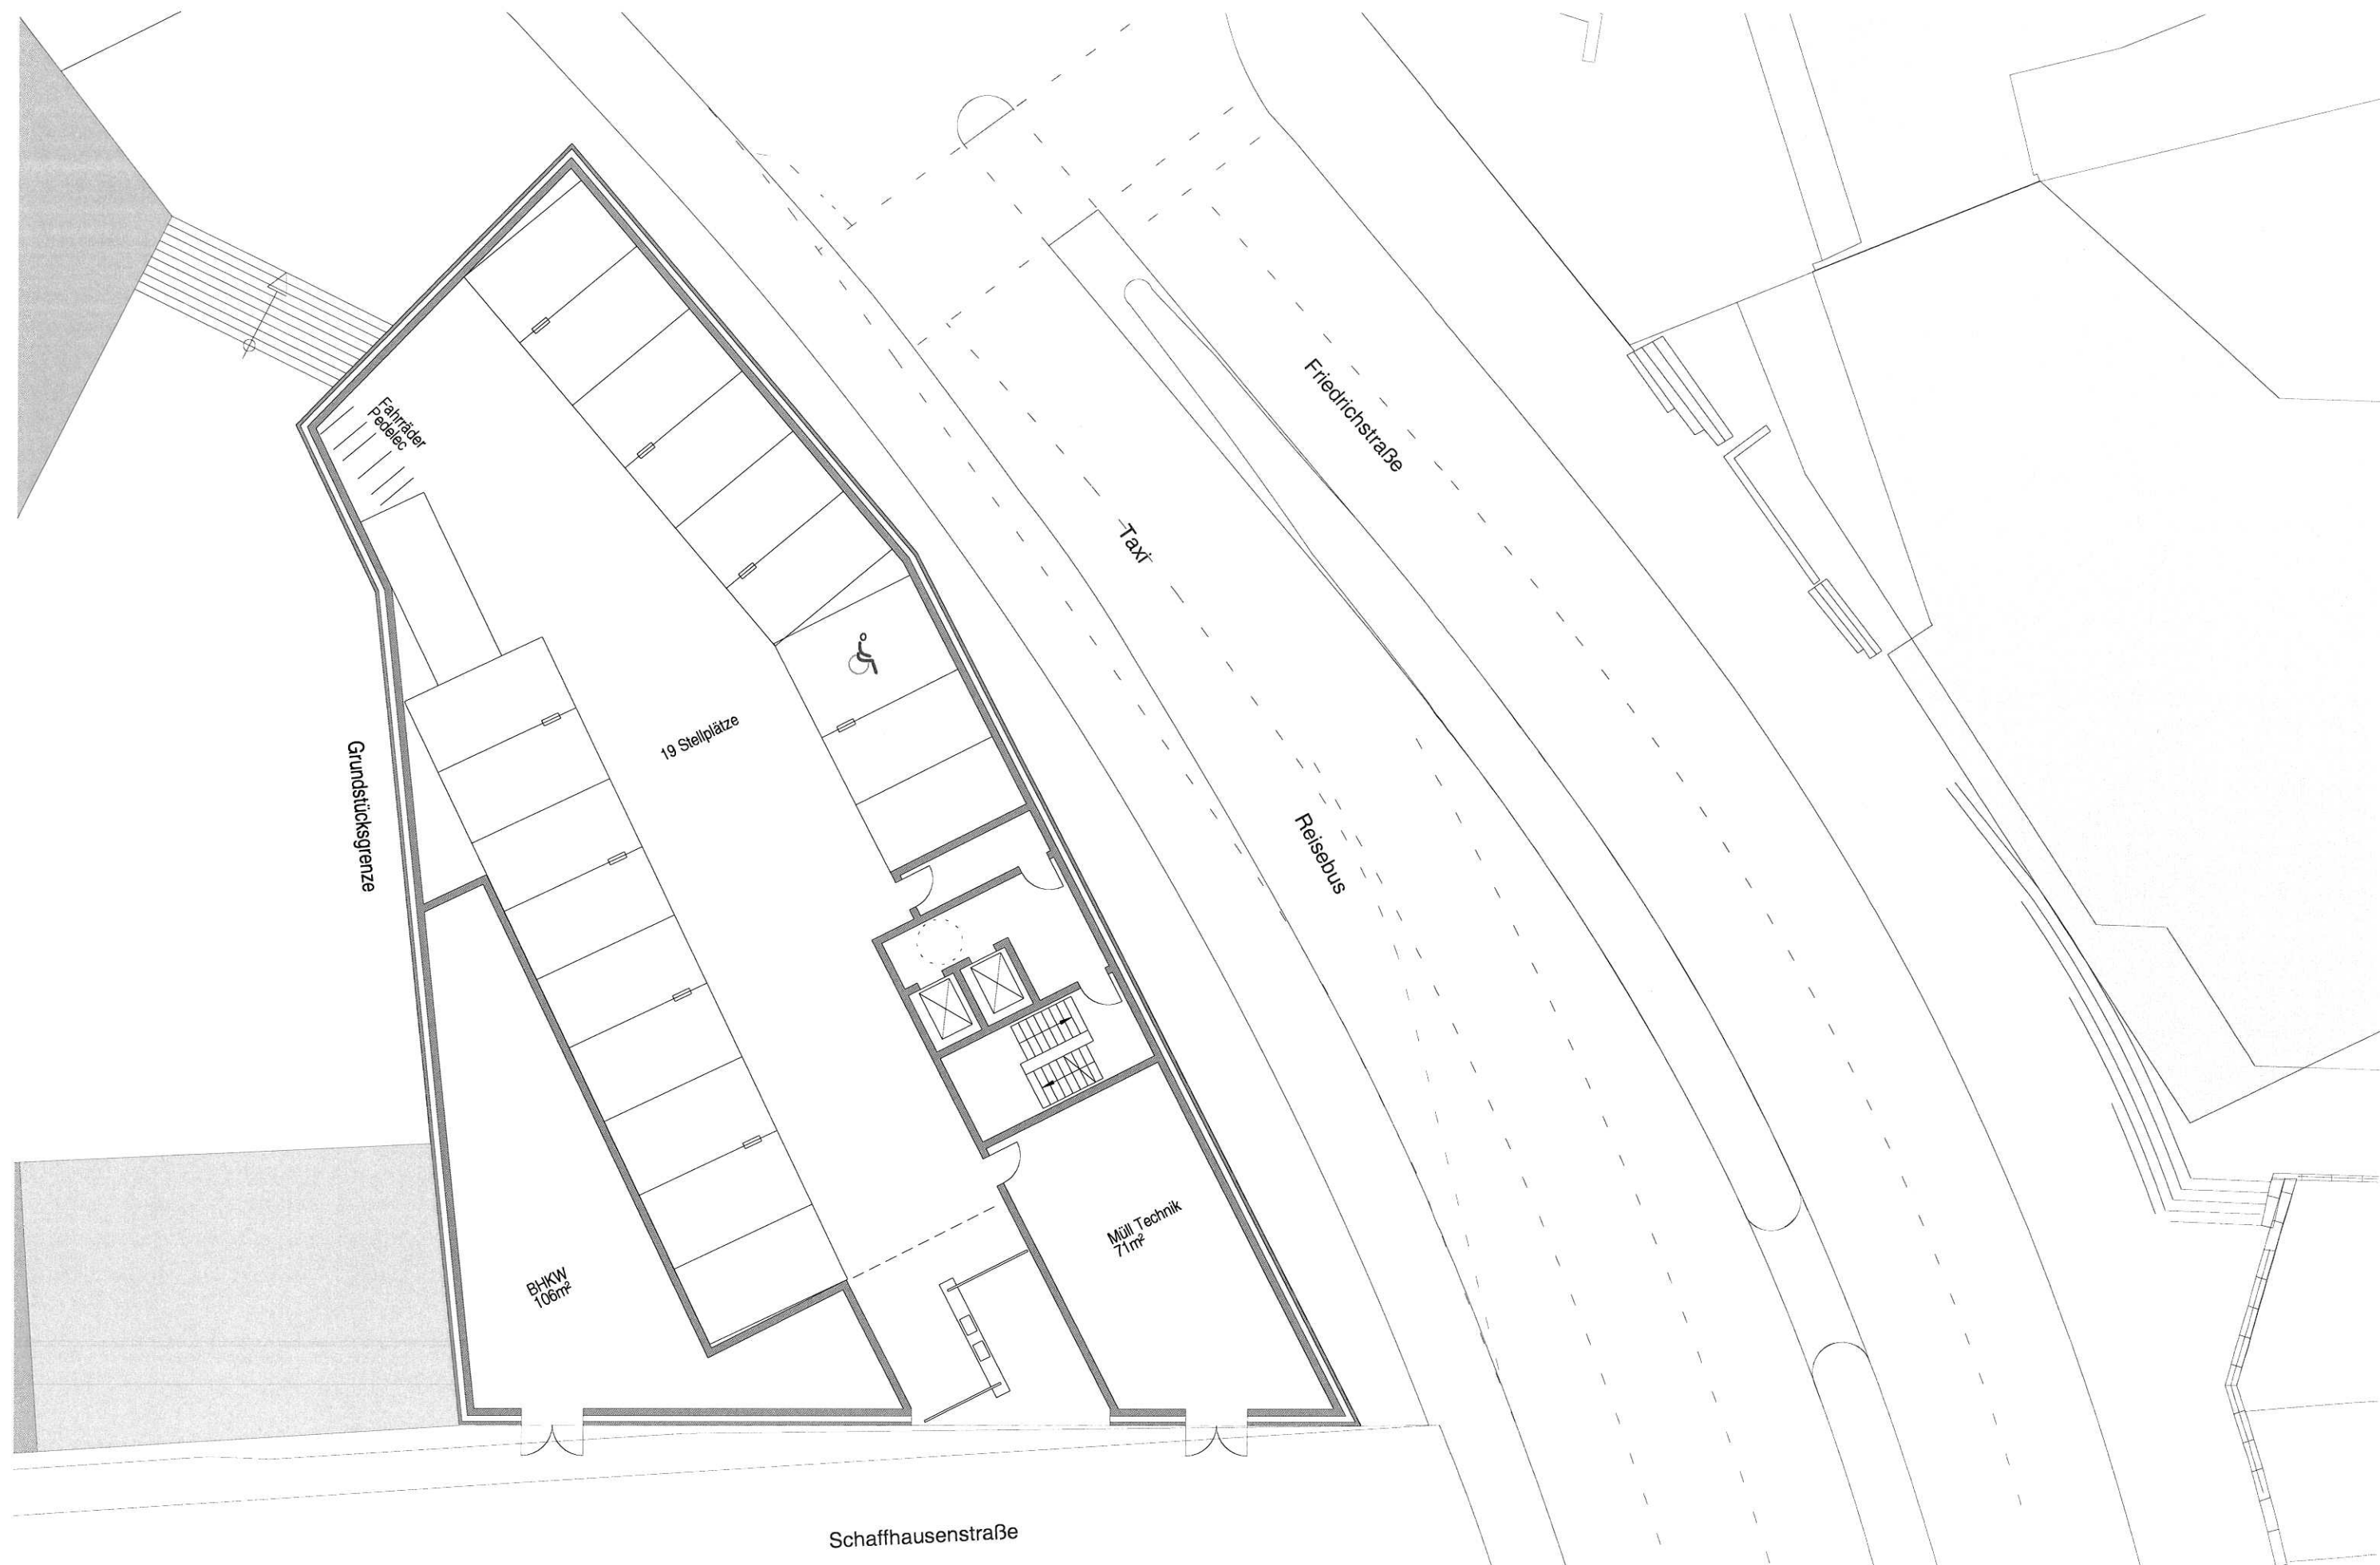 Fahrräder
Pedelec
Friedrichstraße
Taxi
19 Stellplätze
Grundstücksgrenze
Reisebus
Müll Technik
71m²
BHKW
106m²
Schaffhausenstraße